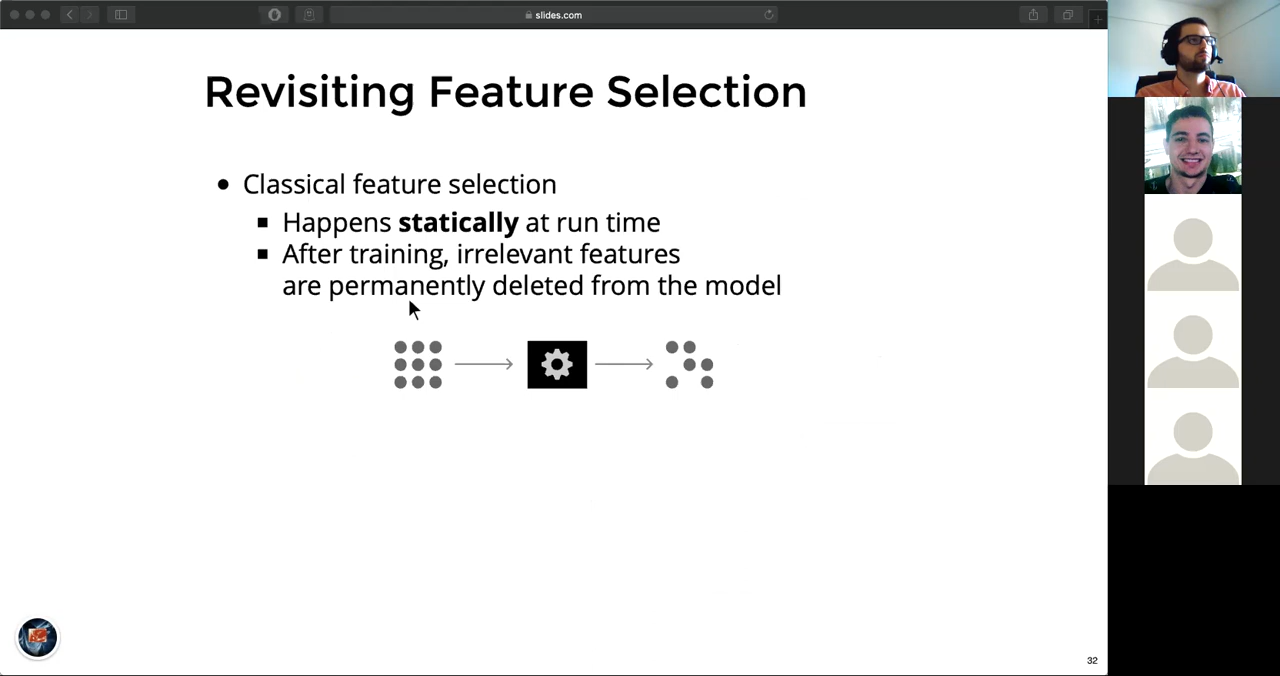 slides.com
Revisiting Feature Selection
• Classical feature selection
▪ Happens statically at run time
▪ After training, irrelevant features
are permanently deleted from the model
32